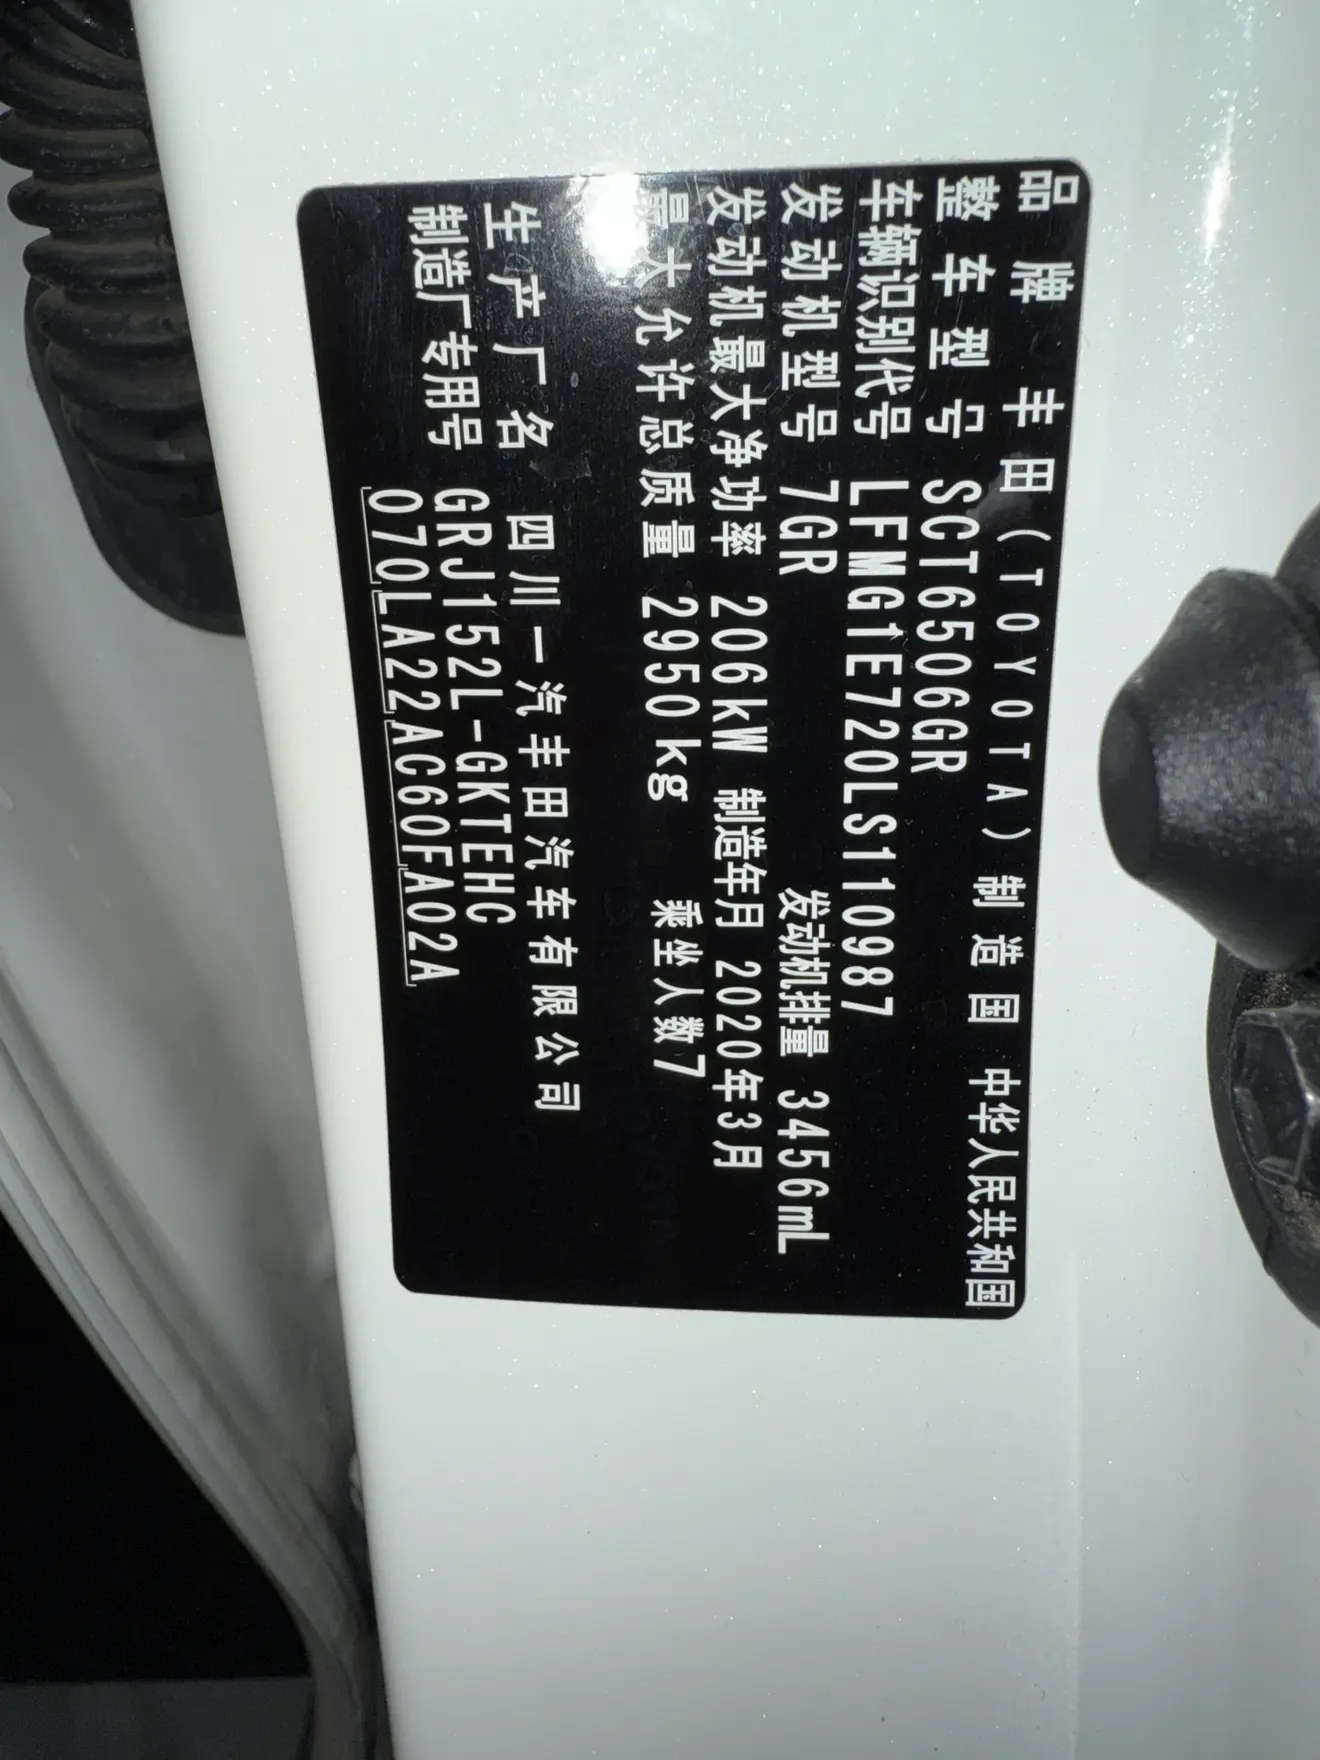 品牌 丰田(TOYOTA) 制造国 中华人民共和国
整车型号 SCT6506GR
车辆识别代号 LFMG1E720LS110987
发动机型号 7GR 发动机排量 3456mL
发动机最大净功率 206kW 制造年月 2020年3月
最大允许总质量 2950kg 乘坐人数7
生产厂名 四川一汽丰田汽车有限公司
制造厂专用号 GRJ152L-GKTEHC
070LA22AC60FA02A